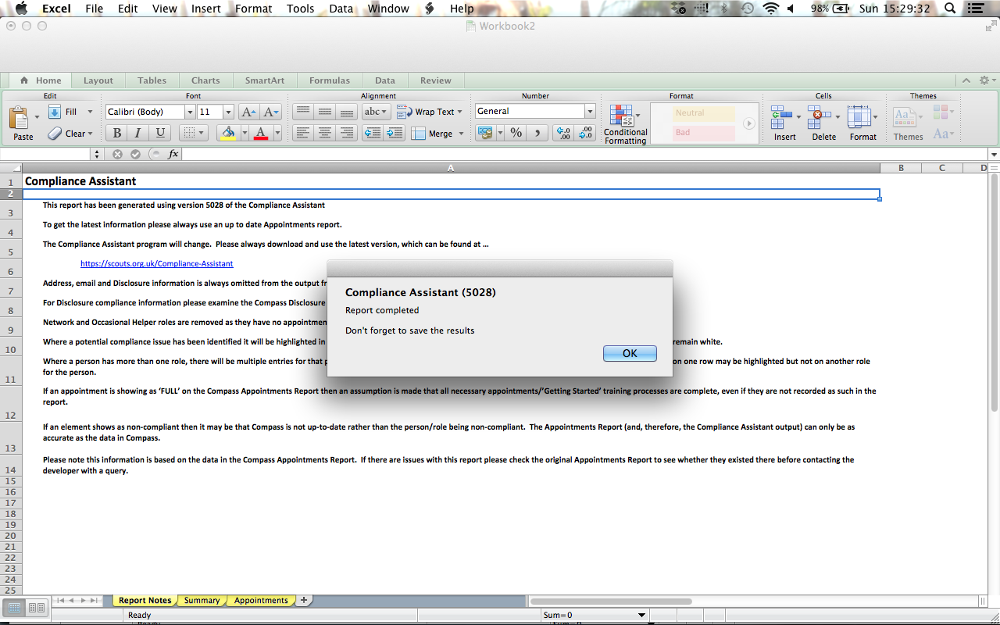 Excel File Edit View Insert Format Tools Data Window Help 98% Sun 15:29:32
Workbook2
Home Layout Tables Charts SmartArt Formulas Data Review
Edit Font Alignment Number Format Cells Themes
Fill Calibri (Body) 11 A A abc Wrap Text General Neutral
Paste Clear B I U A Merge % , .0 .00 .00 .0 Conditional Formatting Bad Insert Delete Format Themes Aa
fx
A B C D
1 Compliance Assistant
2
3 This report has been generated using version 5028 of the Compliance Assistant
4 To get the latest information please always use an up to date Appointments report.
5 The Compliance Assistant program will change. Please always download and use the latest version, which can be found at ...
6 https://scouts.org.uk/Compliance-Assistant
7 Address, email and Disclosure information is always omitted from the output
8 For Disclosure compliance information please examine the Compass Disclosure
9 Network and Occasional Helper roles are removed as they have no
10 Where a potential compliance issue has been identified it will be highlighted in remain white.
Where a person has more than one role, there will be multiple entries for that on one row may be highlighted but not on another role
11 for the person.
If an appointment is showing as ‘FULL’ on the Compass Appointments Report then an assumption is made that all necessary appointments/’Getting Started’ training processes are complete, even if they are not recorded as such in the
12 report.
If an element shows as non-compliant then it may be that Compass is not up-to-date rather than the person/role being non-compliant. The Appointments Report (and, therefore, the Compliance Assistant output) can only be as
13 accurate as the data in Compass.
Please note this information is based on the data in the Compass Appointments Report. If there are issues with this report please check the original Appointments Report to see whether they existed there before contacting the
14 developer with a query.
15
16
17
18
19
20
21
22
23
24
25
Compliance Assistant (5028)
Report completed
Don't forget to save the results
OK
Report Notes Summary Appointments +
Ready Sum=0